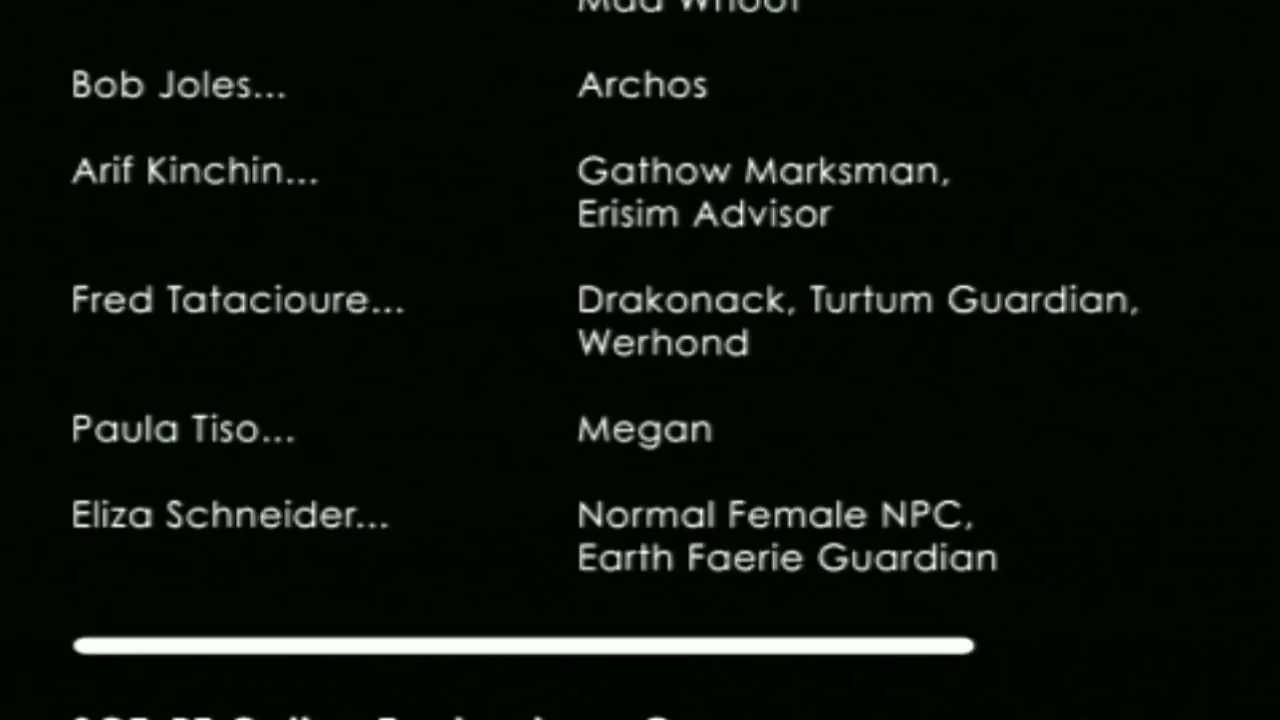 Bob Joles... Archos
Arif Kinchin... Gathow Marksman,
Erisim Advisor
Fred Tatacioure... Drakonack, Turtum Guardian,
Werhond
Paula Tiso... Megan
Eliza Schneider... Normal Female NPC,
Earth Faerie Guardian